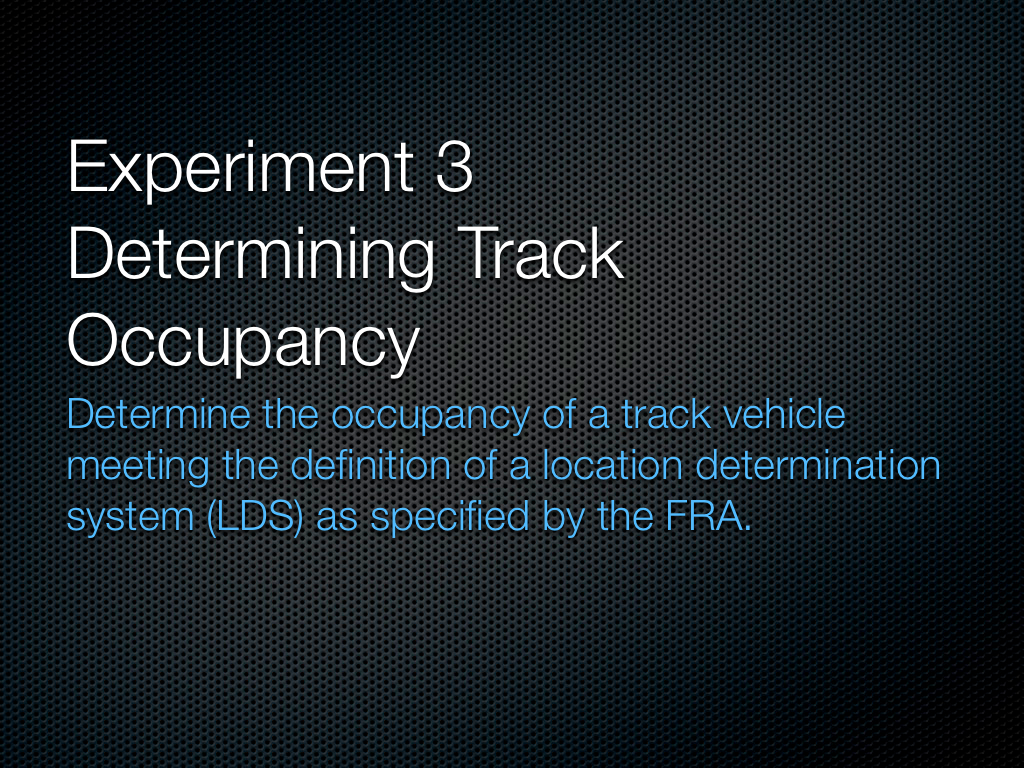 Experiment 3
Determining Track
Occupancy
Determine the occupancy of a track vehicle
meeting the definition of a location determination
system (LDS) as specified by the FRA.